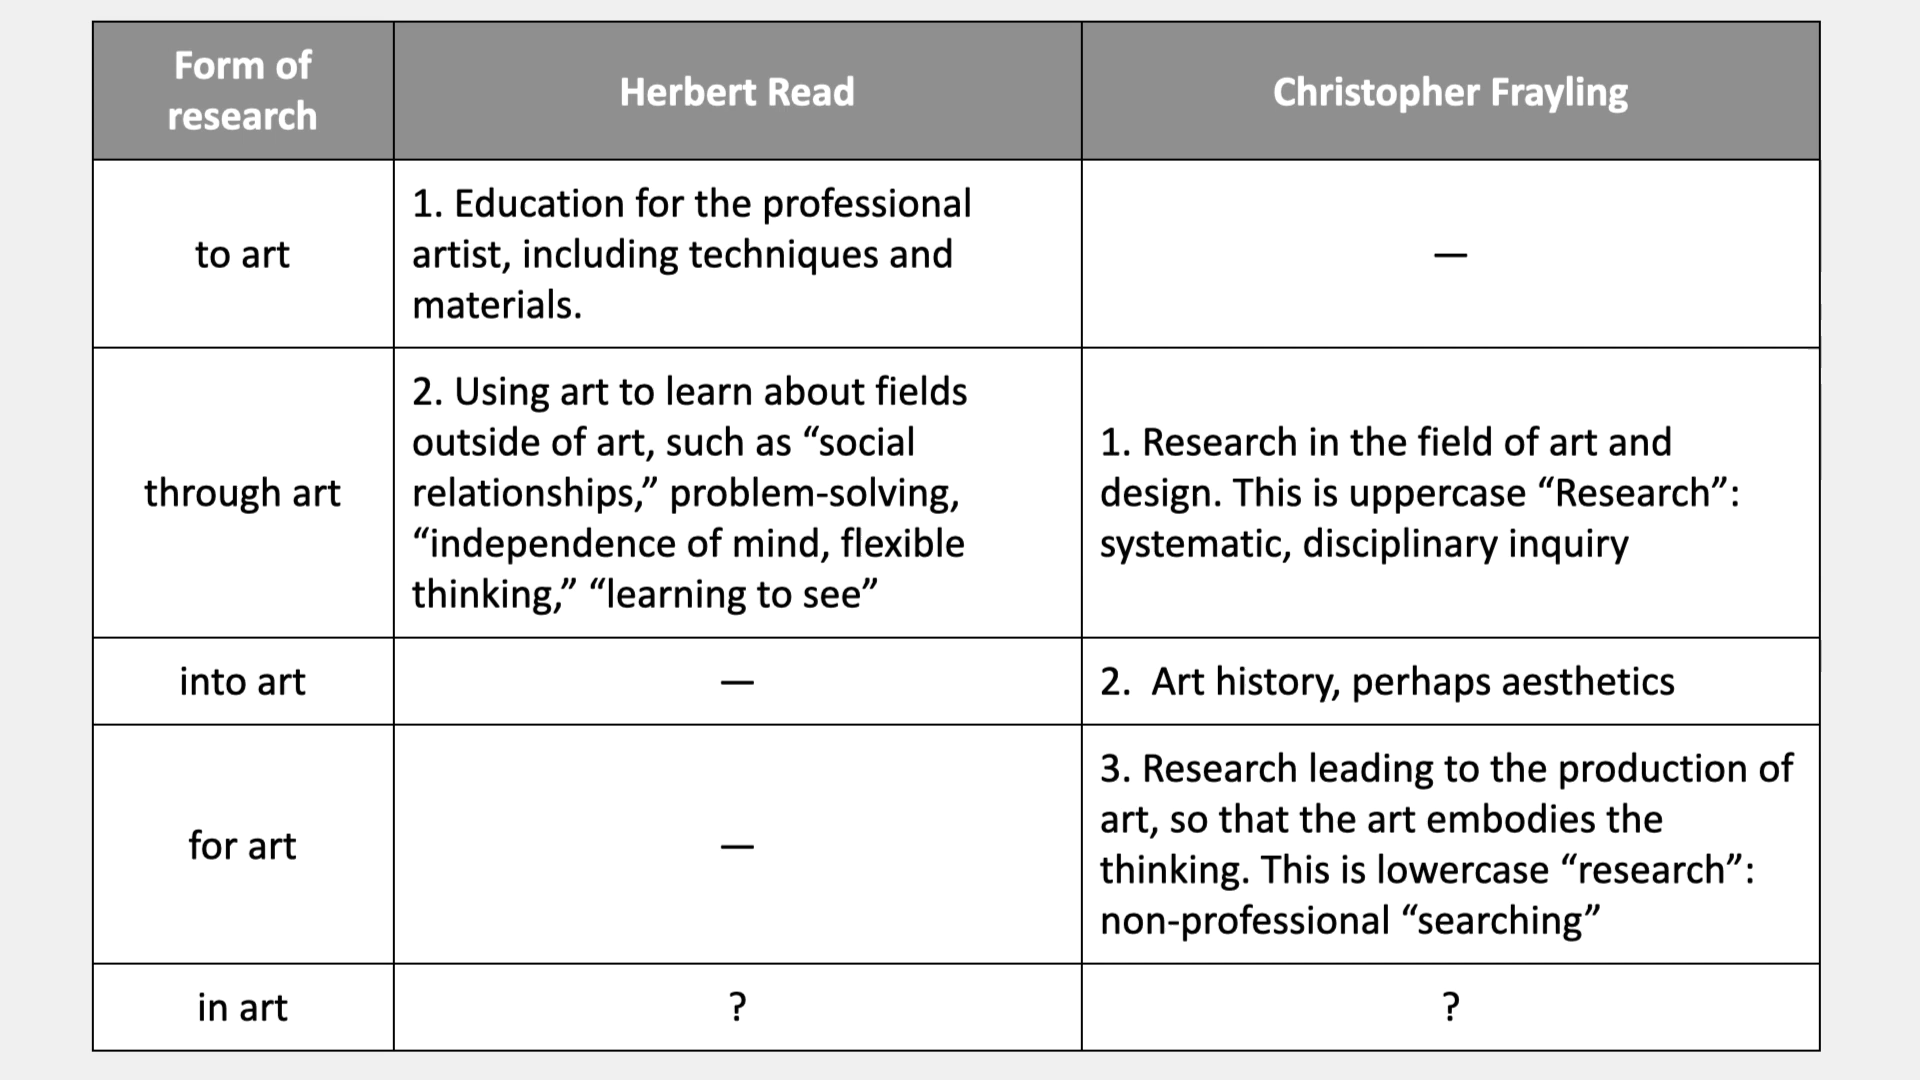 Form of
research
Herbert Read
Christopher Frayling
to art
1. Education for the professional
artist, including techniques and
materials.
—
through art
2. Using art to learn about fields
outside of art, such as “social
relationships,” problem-solving,
“independence of mind, flexible
thinking,” “learning to see”
1. Research in the field of art and
design. This is uppercase “Research”:
systematic, disciplinary inquiry
into art
—
2.  Art history, perhaps aesthetics
for art
—
3. Research leading to the production of
art, so that the art embodies the
thinking. This is lowercase “research”:
non-professional “searching”
in art
?
?